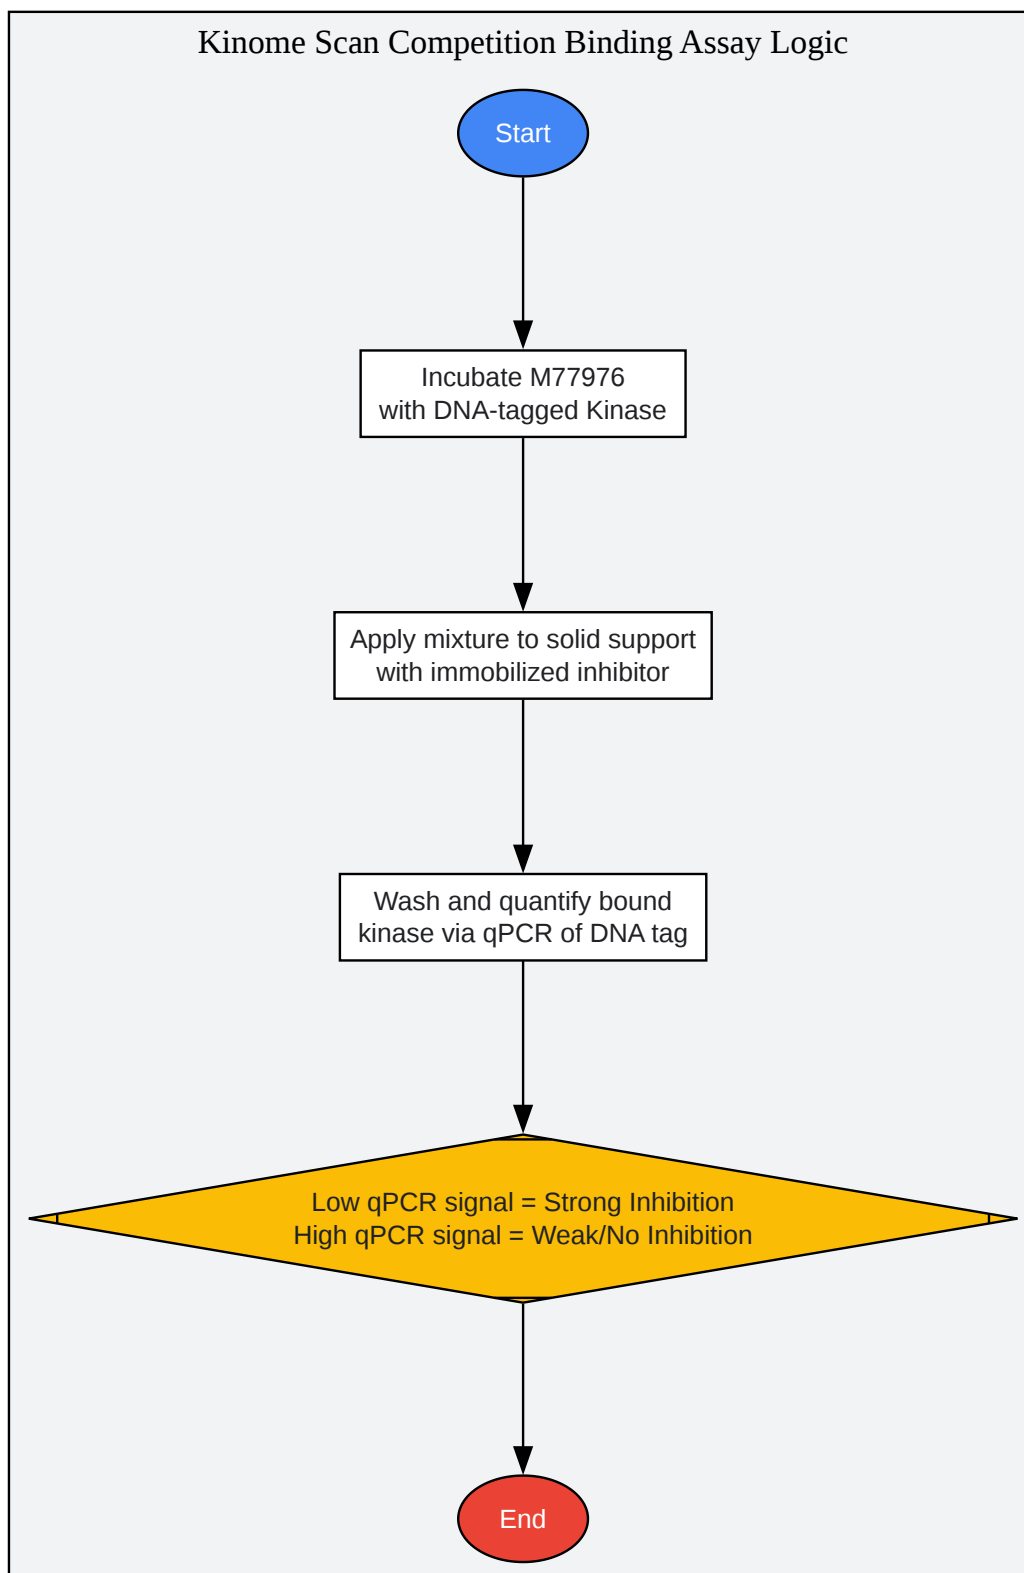 Kinome Scan Competition Binding Assay Logic
Start
Incubate M77976
with DNA-tagged Kinase
Apply mixture to solid support
with immobilized inhibitor
Wash and quantify bound
kinase via qPCR of DNA tag
Low qPCR signal = Strong Inhibition
High qPCR signal = Weak/No Inhibition
End